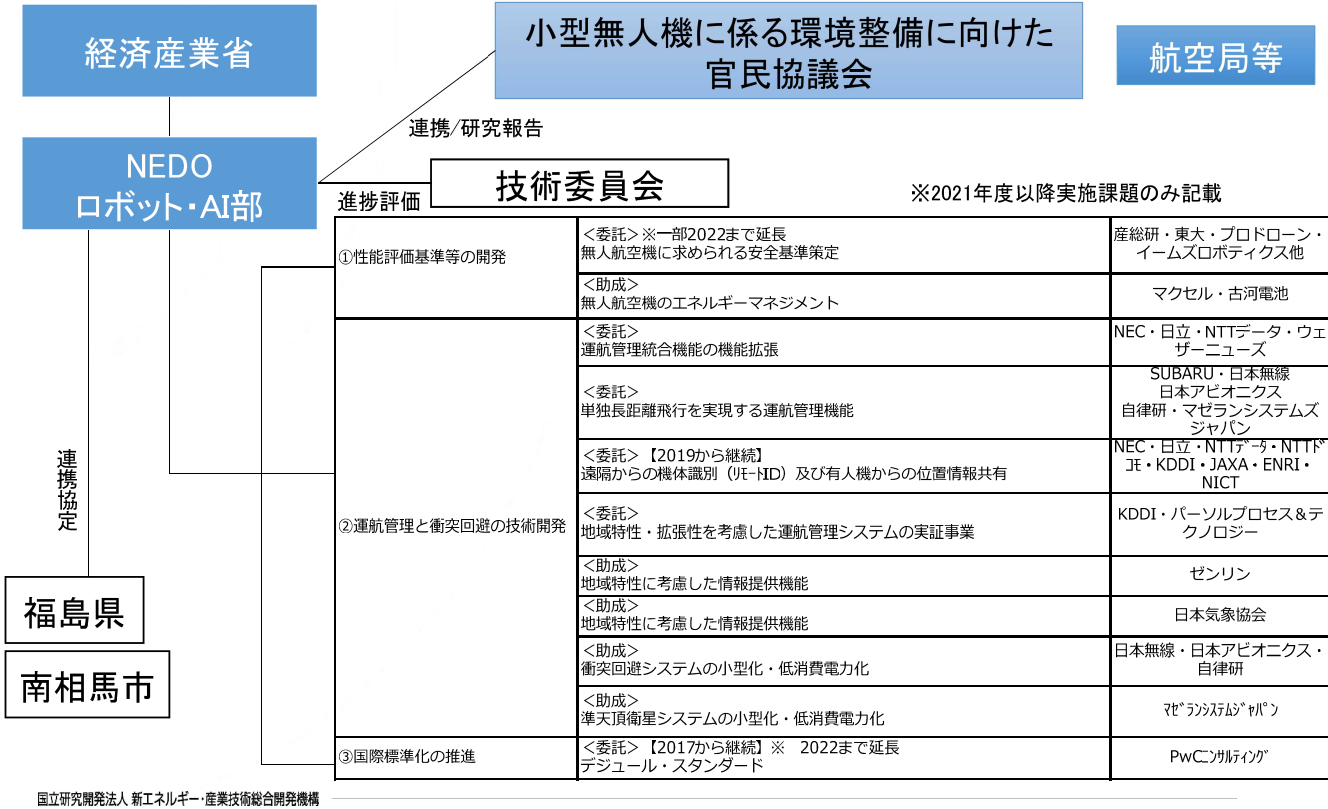 経済産業省
小型無人機に係る環境整備に向けた
官民協議会
航空局等
連携/研究報告
NEDO
ロボット・AI部
技術委員会
進捗評価
※2021年度以降実施課題のみ記載
①性能評価基準等の開発
＜委託＞※一部2022まで延長
無人航空機に求められる安全基準策定
産総研・東大・プロドローン・
イームズロボティクス他
＜助成＞
無人航空機のエネルギーマネジメント
マクセル・古河電池
②運航管理と衝突回避の技術開発
＜委託＞
運航管理統合機能の機能拡張
NEC・日立・NTTデータ・ウェ
ザーニューズ
＜委託＞
単独長距離飛行を実現する運航管理機能
SUBARU・日本無線
日本アビオニクス
自律研・マゼランシステムズ
ジャパン
＜委託＞【2019から継続】
遠隔からの機体識別（ﾘﾓｰﾄID）及び有人機からの位置情報共有
NEC・日立・NTTﾃﾞｰﾀ・NTTﾄﾞ
ｺﾓ・KDDI・JAXA・ENRI・
NICT
＜委託＞
地域特性・拡張性を考慮した運航管理システムの実証事業
KDDI・パーソルプロセス＆テ
クノロジー
＜助成＞
地域特性に考慮した情報提供機能
ゼンリン
＜助成＞
地域特性に考慮した情報提供機能
日本気象協会
＜助成＞
衝突回避システムの小型化・低消費電力化
日本無線・日本アビオニクス・
自律研
＜助成＞
準天頂衛星システムの小型化・低消費電力化
ﾏｾﾞﾗﾝｼｽﾃﾑｽﾞｼﾞｬﾊﾟﾝ
③国際標準化の推進
＜委託＞【2017から継続】※　2022まで延長
デジュール・スタンダード
PwCｺﾝｻﾙﾃｨﾝｸﾞ
連携協定
福島県
南相馬市
国立研究開発法人 新エネルギー・産業技術総合開発機構